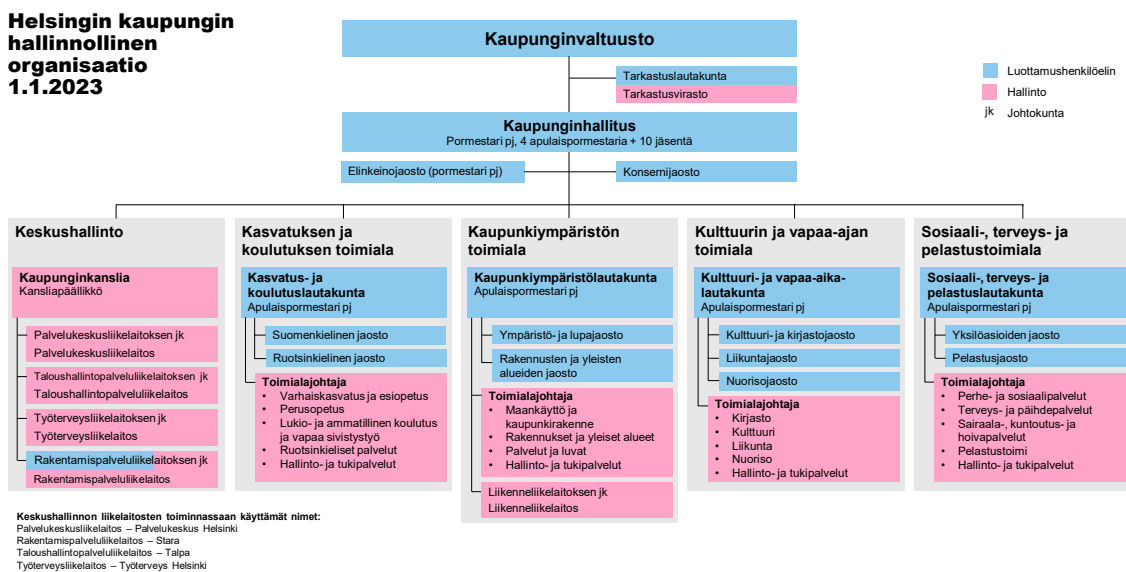 Helsingin kaupungin
hallinnollinen
organisaatio
1.1.2023
Kaupunginvaltuusto
Tarkastuslautakunta
Tarkastusvirasto
Luottamushenkilöelin
Hallinto
jk Johtokunta
Kaupunginhallitus
Pormestari pj, 4 apulaispormestaria + 10 jäsentä
Elinkeinojaosto (pormestari pj)
Konsernijaosto
Keskushallinto
Kaupunginkanslia
Kansliapäällikkö
Palvelukeskusliikelaitoksen jk
Palvelukeskusliikelaitos
Taloushallintopalveluliikelaitoksen jk
Taloushallintopalveluliikelaitos
Työterveysliikelaitoksen jk
Työterveysliikelaitos
Rakentamispalveluliikelaitoksen jk
Rakentamispalveluliikelaitos
Kasvatuksen ja
koulutuksen toimiala
Kasvatus- ja
koulutuslautakunta
Apulaispormestari pj
Suomenkielinen jaosto
Ruotsinkielinen jaosto
Toimialajohtaja
• Varhaiskasvatus ja esiopetus
• Perusopetus
• Lukio- ja ammatillinen koulutus
ja vapaa sivistystyö
• Ruotsinkieliset palvelut
• Hallinto- ja tukipalvelut
Kaupunkiympäristön
toimiala
Kaupunkiympäristölautakunta
Apulaispormestari pj
Ympäristö- ja lupajaosto
Rakennusten ja yleisten
alueiden jaosto
Toimialajohtaja
• Maankäyttö ja
kaupunkirakenne
• Rakennukset ja yleiset alueet
• Palvelut ja luvat
• Hallinto- ja tukipalvelut
Liikenneliikelaitoksen jk
Liikenneliikelaitos
Kulttuurin ja vapaa-ajan
toimiala
Kulttuuri- ja vapaa-aika-
lautakunta
Apulaispormestari pj
Kulttuuri- ja kirjastojaosto
Liikuntajaosto
Nuorisojaosto
Toimialajohtaja
• Kirjasto
• Kulttuuri
• Liikunta
• Nuoriso
• Hallinto- ja tukipalvelut
Sosiaali-, terveys- ja
pelastustoimiala
Sosiaali-, terveys- ja
pelastuslautakunta
Apulaispormestari pj
Yksilöasioiden jaosto
Pelastusjaosto
Toimialajohtaja
• Perhe- ja sosiaalipalvelut
• Terveys- ja päihdepalvelut
• Sairaala-, kuntoutus- ja
hoivapalvelut
• Pelastustoimi
• Hallinto- ja tukipalvelut
Keskushallinnon liikelaitosten toiminnassaan käyttämät nimet:
Palvelukeskusliikelaitos – Palvelukeskus Helsinki
Rakentamispalveluliikelaitos – Stara
Taloushallintopalveluliikelaitos – Talpa
Työterveysliikelaitos – Työterveys Helsinki